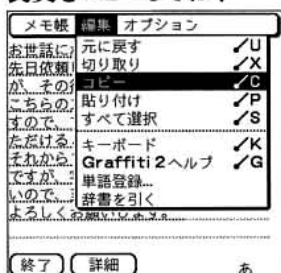 メモ帳 編集 オプション
お世話に
元に戻す /U
先日依頼
切り取り /X
が、その
コピー /C
こちらの
貼り付け /P
すので、
すべて選択 /S
ただける
キーボード /K
それから
Graffiti 2ヘルプ /G
ですが、
単語登録...
いので、
辞書を引く
よろしくお願いします。
終了 詳細 あ